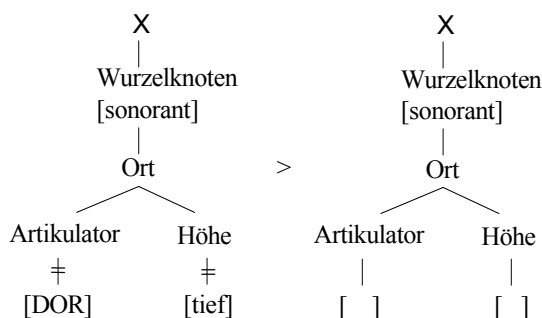 X X
Wurzelknoten Wurzelknoten
[sonorant] [sonorant]
Ort > Ort
Artikulator Höhe Artikulator Höhe
[DOR] [tief] [ ] [ ]